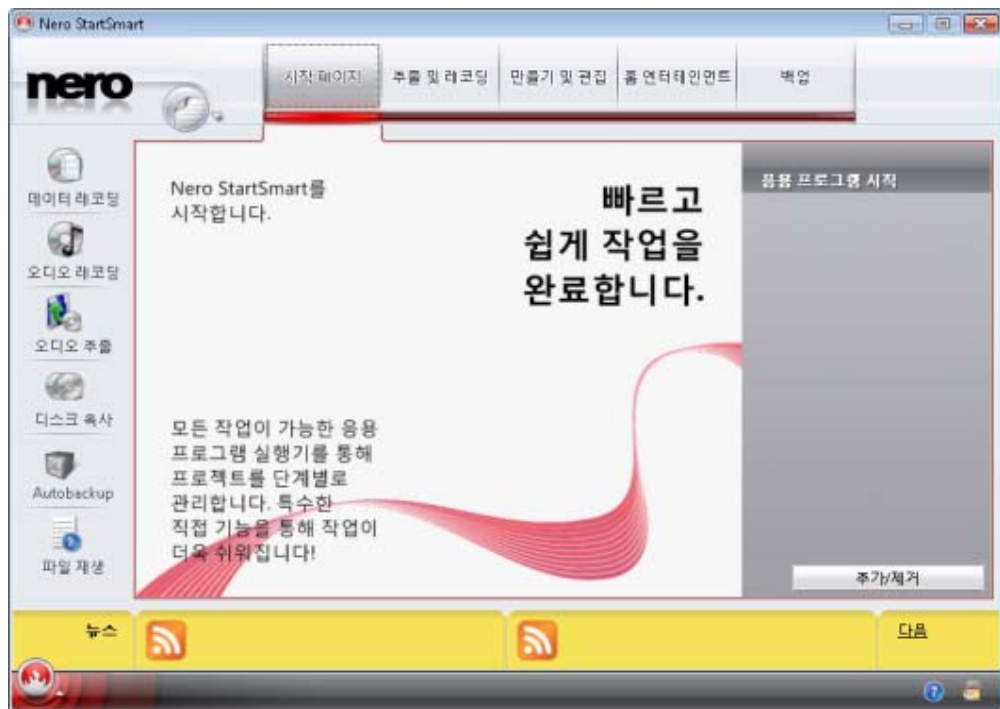 Nero StartSmart
nero
시작 페이지
추출 및 레코딩
만들기 및 편집
홈 엔터테인먼트
백업
데이터 레코딩
오디오 레코딩
오디오 추출
디스크 복사
Autobackup
파일 재생
Nero StartSmart를
시작합니다.
빠르고
쉽게 작업을
완료합니다.
모든 작업이 가능한 응용
프로그램 실행기를 통해
프로젝트를 단계별로
관리합니다. 특수한
직접 기능을 통해 작업이
더욱 쉬워집니다!
응용 프로그램 시작
추가/제거
뉴스
다음